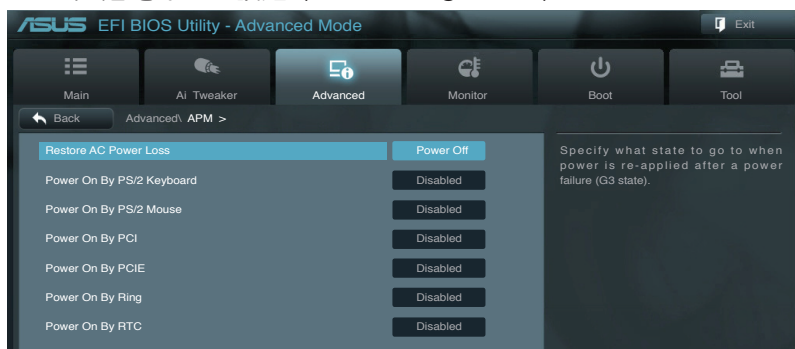 ASUS EFI BIOS Utility - Advanced Mode
Exit
Main
Ai Tweaker
Advanced
Monitor
Boot
Tool
Back
Advanced\ APM >
Restore AC Power Loss Power Off
Power On By PS/2 Keyboard Disabled
Power On By PS/2 Mouse Disabled
Power On By PCI Disabled
Power On By PCIE Disabled
Power On By Ring Disabled
Power On By RTC Disabled
Specify what state to go to when
power is re-applied after a power
failure (G3 state).